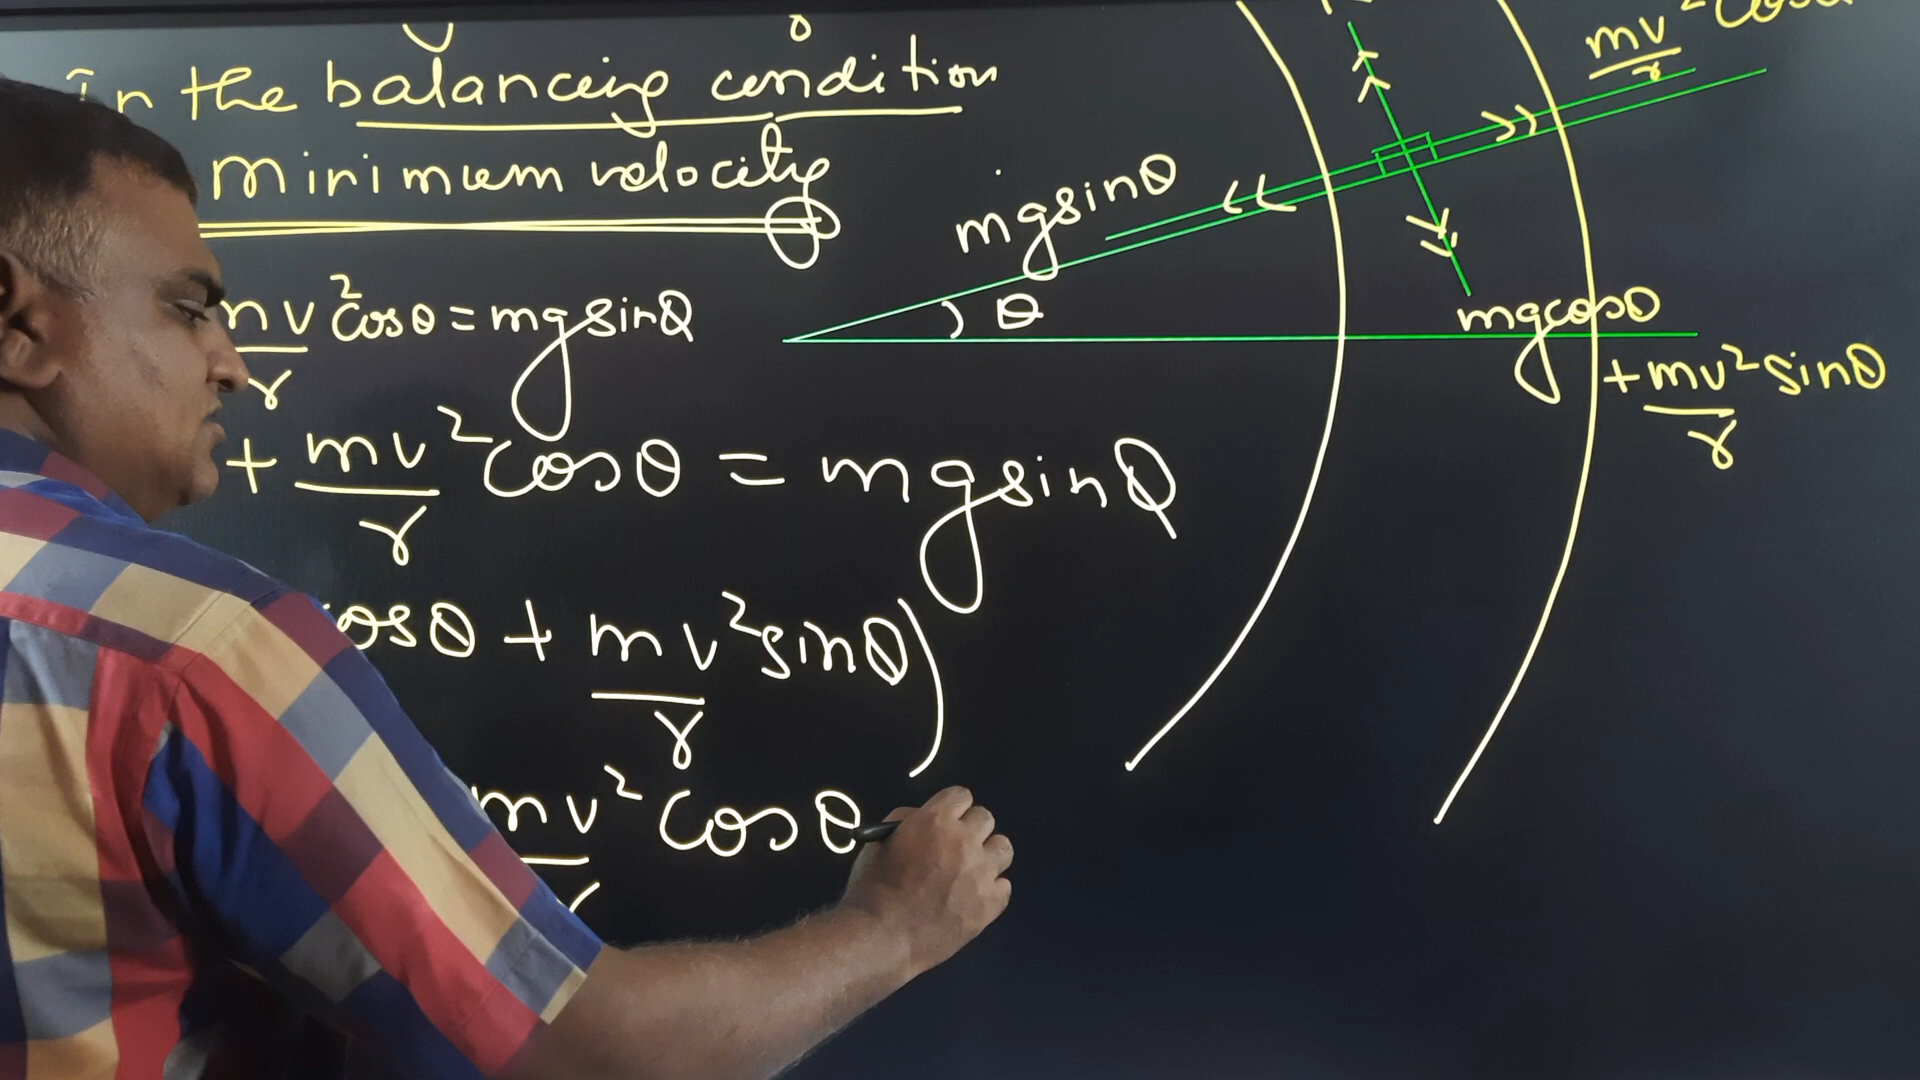 In the balancing condition
minimum velocity
mv²/r cosθ = mg sinθ
+ mv²/r cosθ = mg sinθ
cosθ + mv²/r sinθ)
mv²/r cosθ
mv²/r cosθ
mg sinθ
θ
mg cosθ
+ mv²/r sinθ